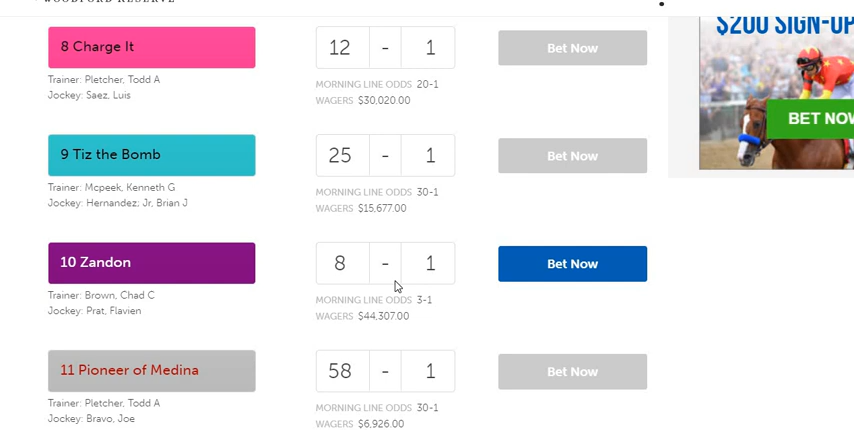 WOODFORD RESERVE
8 Charge It
12 - 1
Bet Now
Trainer: Pletcher, Todd A
Jockey: Saez, Luis
MORNING LINE ODDS 20-1
WAGERS $30,020.00
9 Tiz the Bomb
25 - 1
Bet Now
Trainer: Mcpeek, Kenneth G
Jockey: Hernandez, Jr, Brian J
MORNING LINE ODDS 30-1
WAGERS $15,677.00
10 Zandon
8 - 1
Bet Now
Trainer: Brown, Chad C
Jockey: Prat, Flavien
MORNING LINE ODDS 3-1
WAGERS $44,307.00
11 Pioneer of Medina
58 - 1
Bet Now
Trainer: Pletcher, Todd A
Jockey: Bravo, Joe
MORNING LINE ODDS 30-1
WAGERS $6,926.00
$200 SIGN-UP
BET NOW